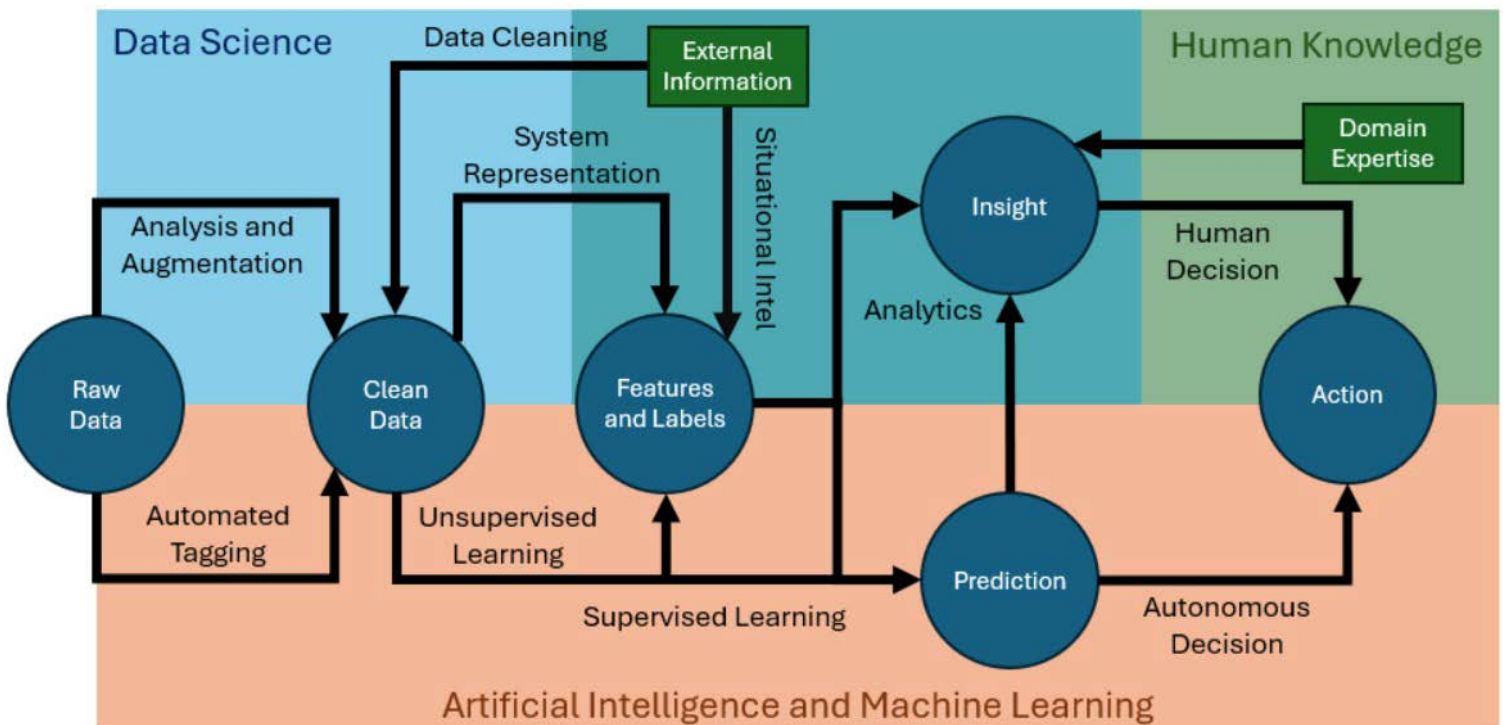 Data Science
Data Cleaning
External
Information
Human Knowledge
System
Representation
Situational Intel
Domain
Expertise
Analysis and
Augmentation
Insight
Human
Decision
Analytics
Raw
Data
Clean
Data
Features
and Labels
Action
Automated
Tagging
Unsupervised
Learning
Prediction
Supervised Learning
Autonomous
Decision
Artificial Intelligence and Machine Learning